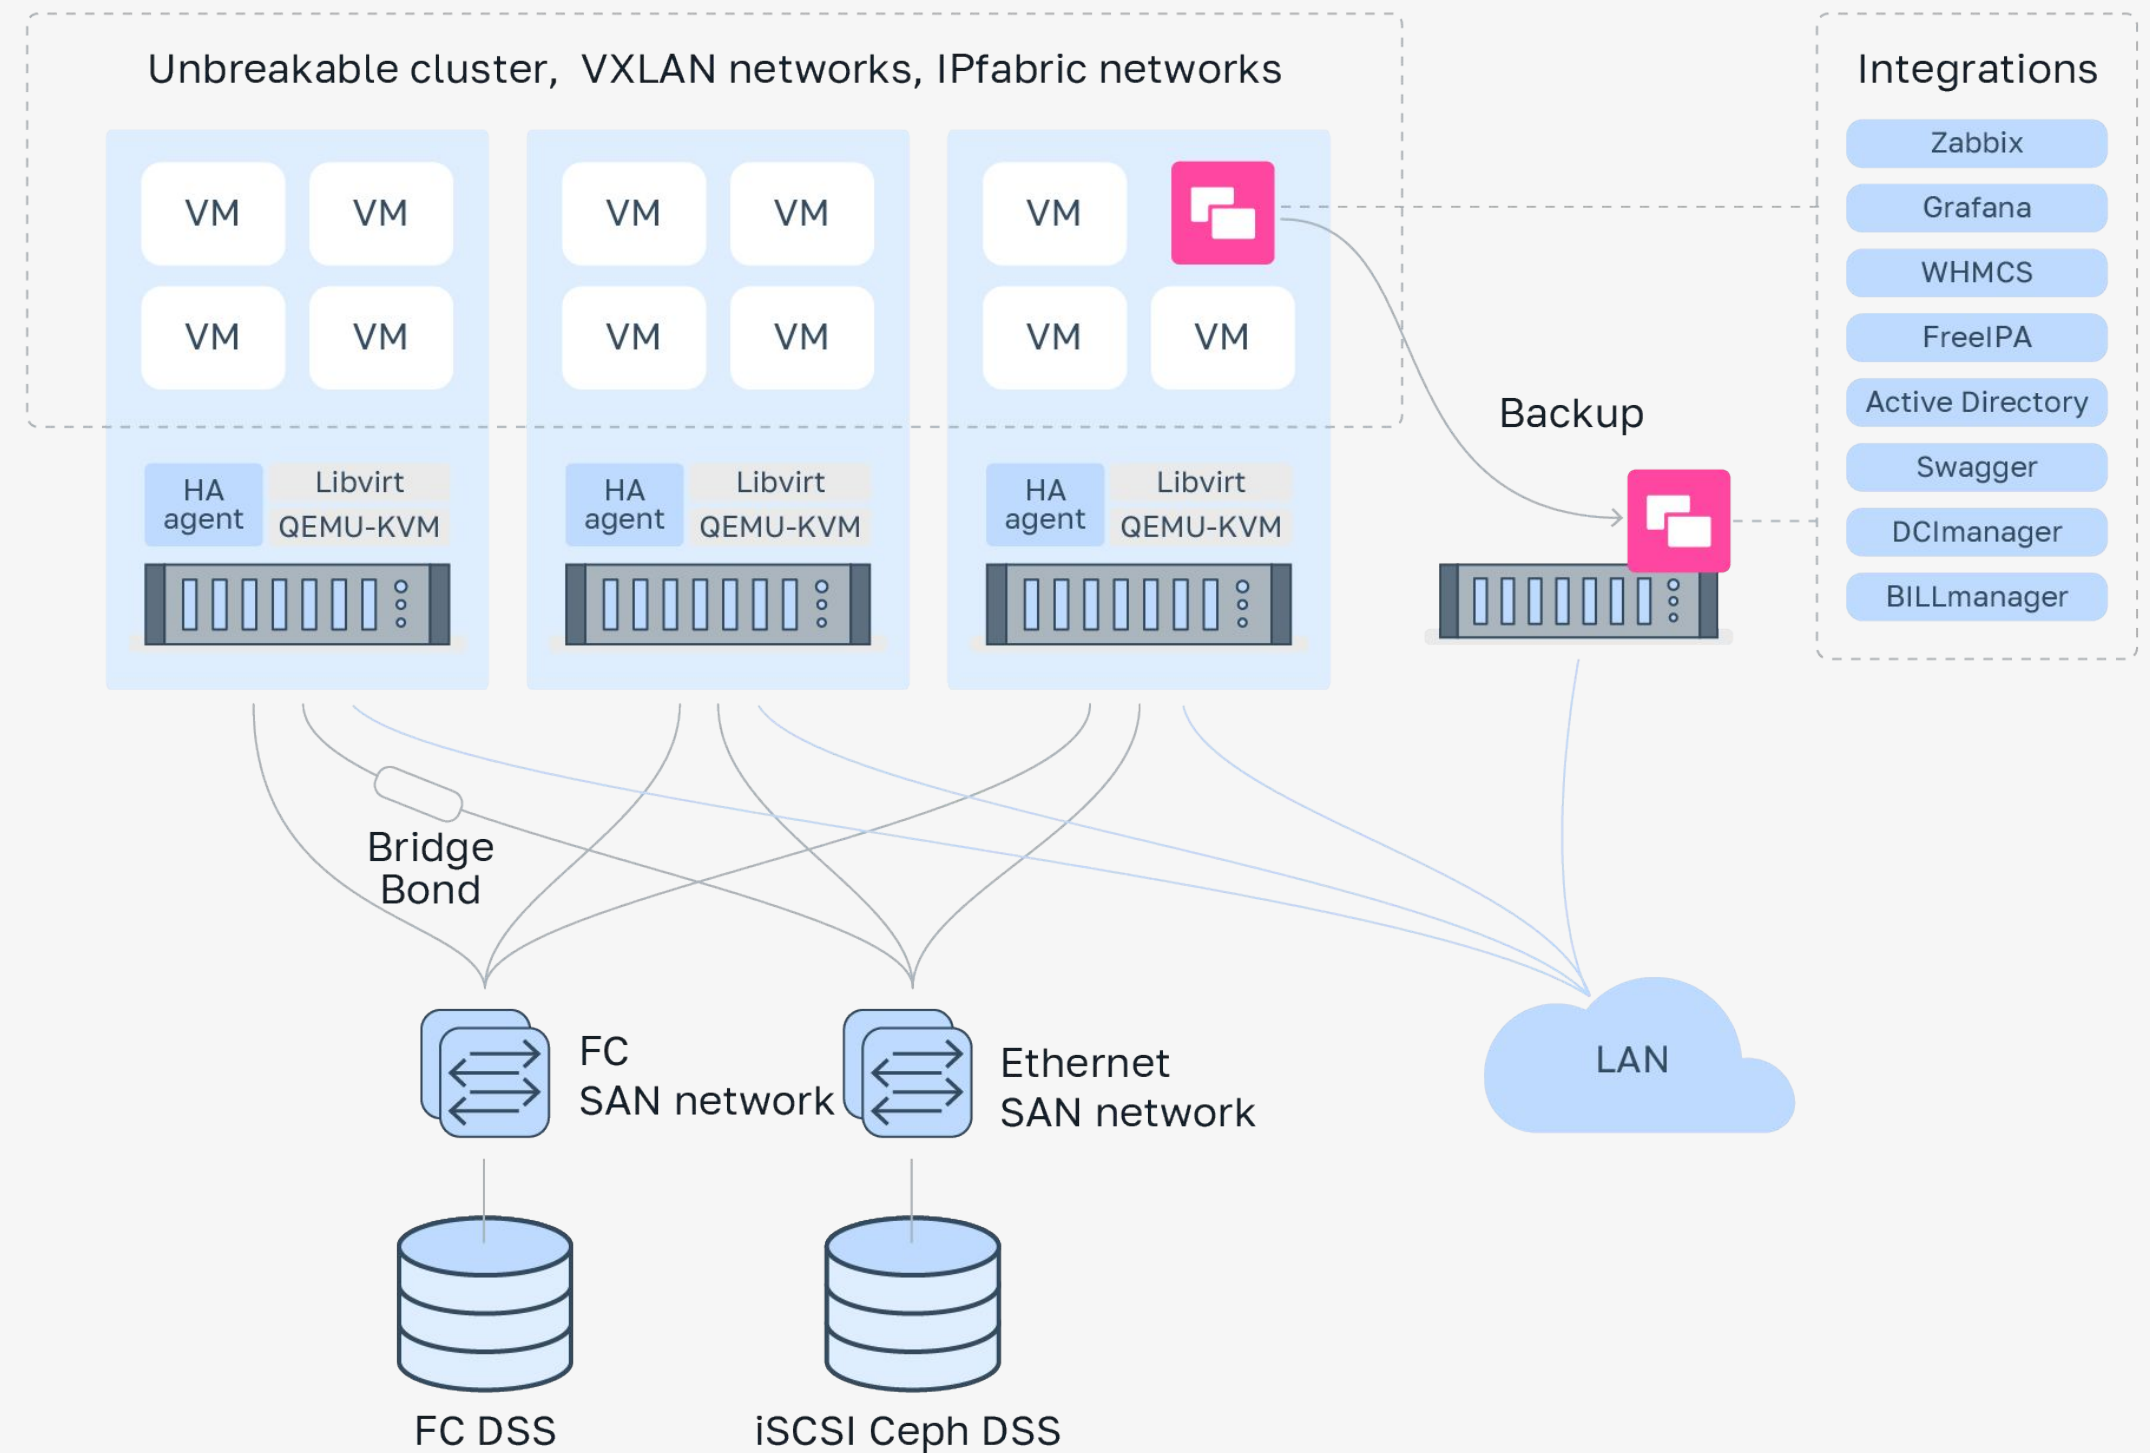 Unbreakable cluster, VXLAN networks, IPfabric networks
VM VM
VM VM
HA agent
Libvirt
QEMU-KVM
VM VM
VM VM
HA agent
Libvirt
QEMU-KVM
VM
VM VM
HA agent
Libvirt
QEMU-KVM
Backup
Integrations
Zabbix
Grafana
WHMCS
FreeIPA
Active Directory
Swagger
DCImanager
BILLmanager
Bridge
Bond
FC
SAN network
Ethernet
SAN network
LAN
FC DSS
iSCSI Ceph DSS